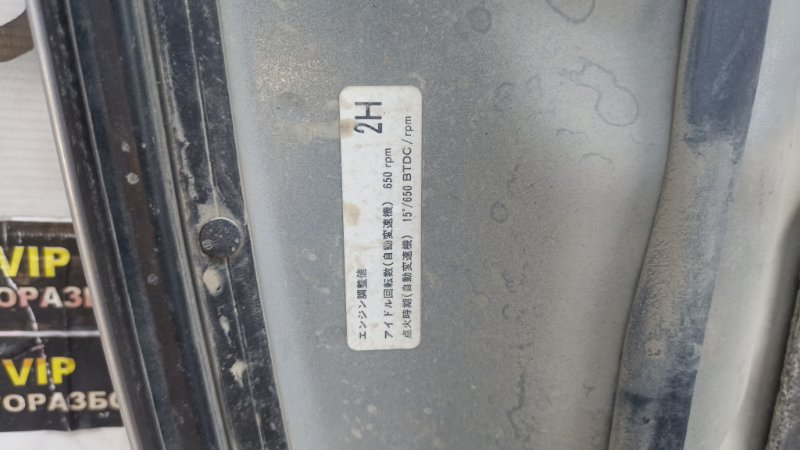 エンジン調整値 2H
アイドル回転数(自動変速機) 650 rpm
点火時期(自動変速機) 15°/650 BTDC/rpm
VIP
ОРАЗБ
VIP
ТОРАЗБО